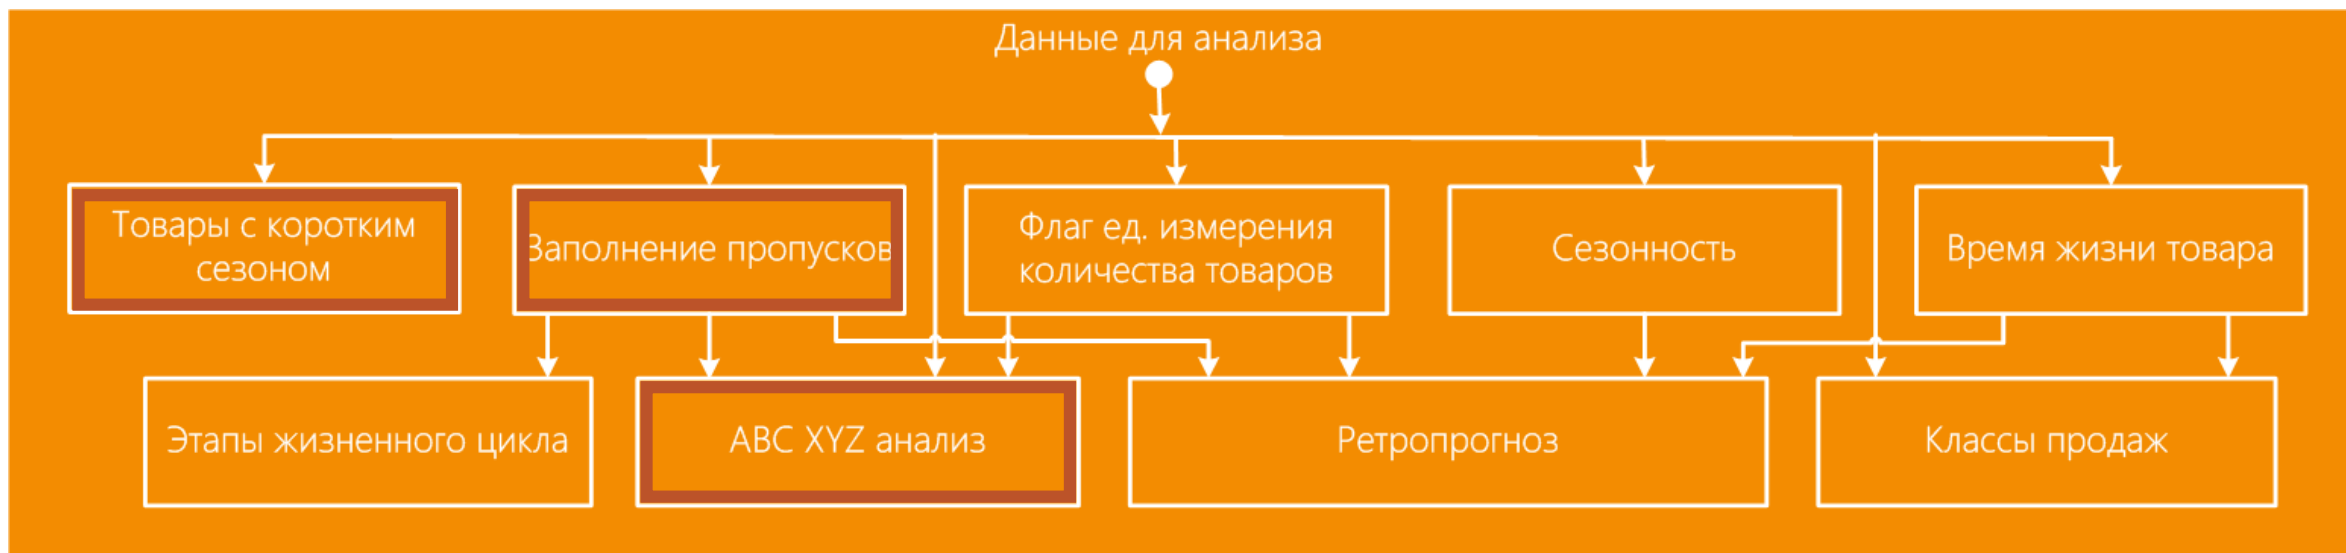 Данные для анализа
Товары с коротким
сезоном
Заполнение пропусков
Флаг ед. измерения
количества товаров
Сезонность
Время жизни товара
Этапы жизненного цикла
ABC XYZ анализ
Ретропрогноз
Классы продаж